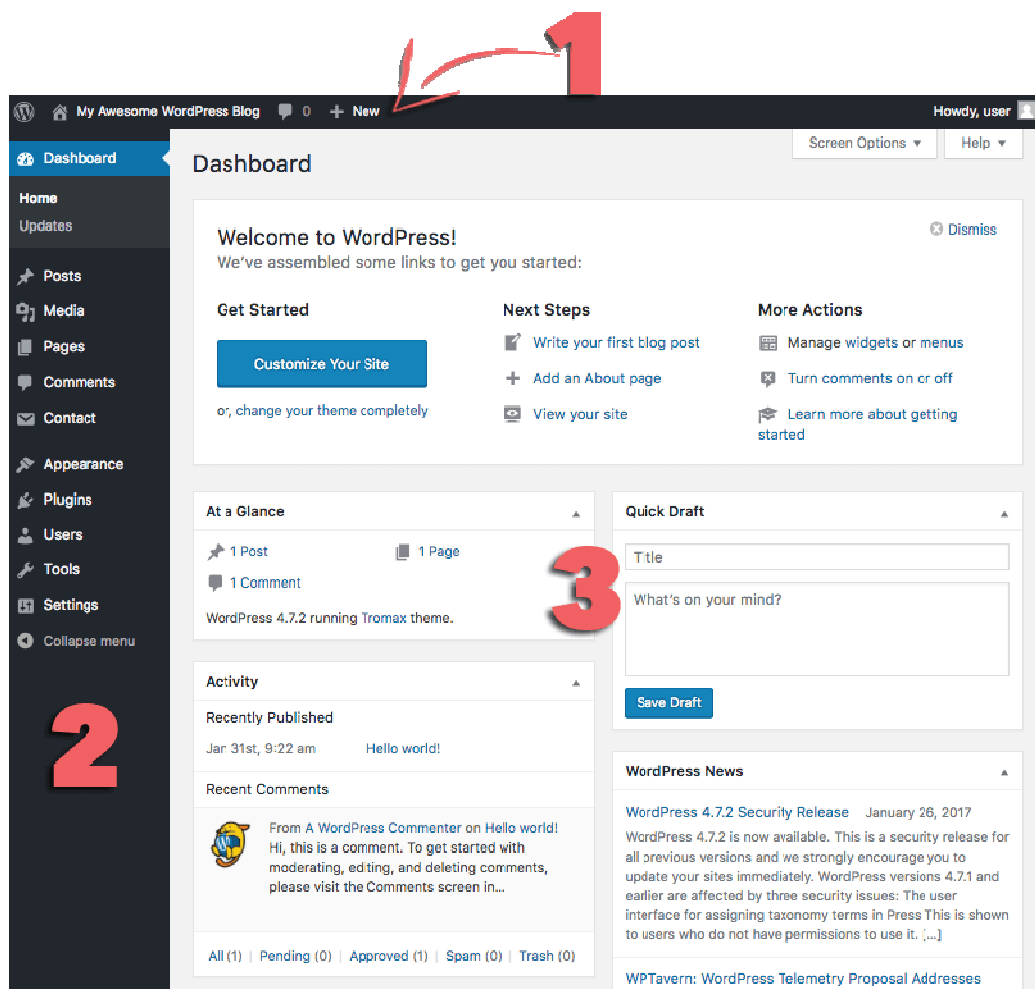 1
My Awesome WordPress Blog 0 + New Howdy, user
Dashboard
Home
Updates
Posts
Media
Pages
Comments
Contact
Appearance
Plugins
Users
Tools
Settings
Collapse menu
2
Screen Options ▼ Help ▼
Dashboard
Welcome to WordPress!
Dismiss
We've assembled some links to get you started:
Get Started
Customize Your Site
or, change your theme completely
Next Steps
Write your first blog post
Add an About page
View your site
More Actions
Manage widgets or menus
Turn comments on or off
Learn more about getting
started
At a Glance
1 Post 1 Page
1 Comment
WordPress 4.7.2 running Tromax theme.
Activity
Recently Published
Jan 31st, 9:22 am Hello world!
Recent Comments
From A WordPress Commenter on Hello world!
Hi, this is a comment. To get started with
moderating, editing, and deleting comments,
please visit the Comments screen in...
All (1) | Pending (0) | Approved (1) | Spam (0) | Trash (0)
3
Quick Draft
Title
What's on your mind?
Save Draft
WordPress News
WordPress 4.7.2 Security Release January 26, 2017
WordPress 4.7.2 is now available. This is a security release for
all previous versions and we strongly encourage you to
update your sites immediately. WordPress versions 4.7.1 and
earlier are affected by three security issues: The user
interface for assigning taxonomy terms in Press This is shown
to users who do not have permissions to use it. [...]
WPTavern: WordPress Telemetry Proposal Addresses